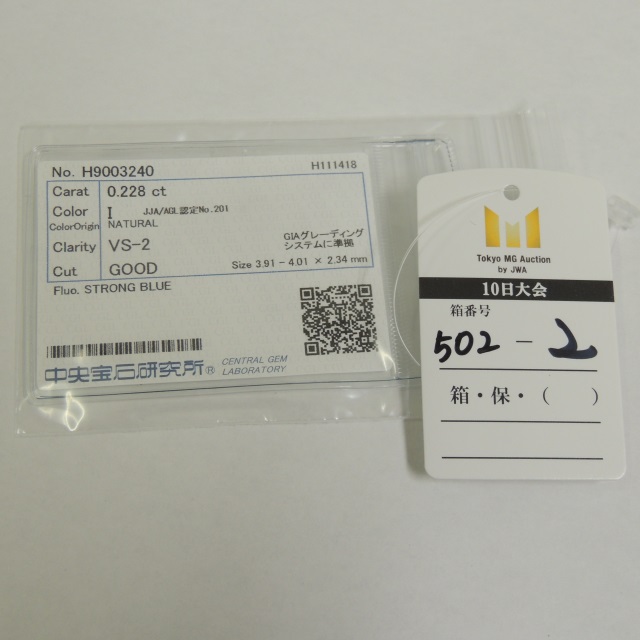 No. H9003240 H111418
Carat 0.228 ct
Color I JJA/AGL認定No.201
ColorOrigin NATURAL
Clarity VS-2 GIAグレーディング
システムに準拠
Cut GOOD Size 3.91 - 4.01 × 2.34 mm
Fluo. STRONG BLUE
中央宝石研究所® CENTRAL GEM
LABORATORY
Tokyo MG Auction
by JWA
10日大会
箱番号
502 - 2
箱・保・( )